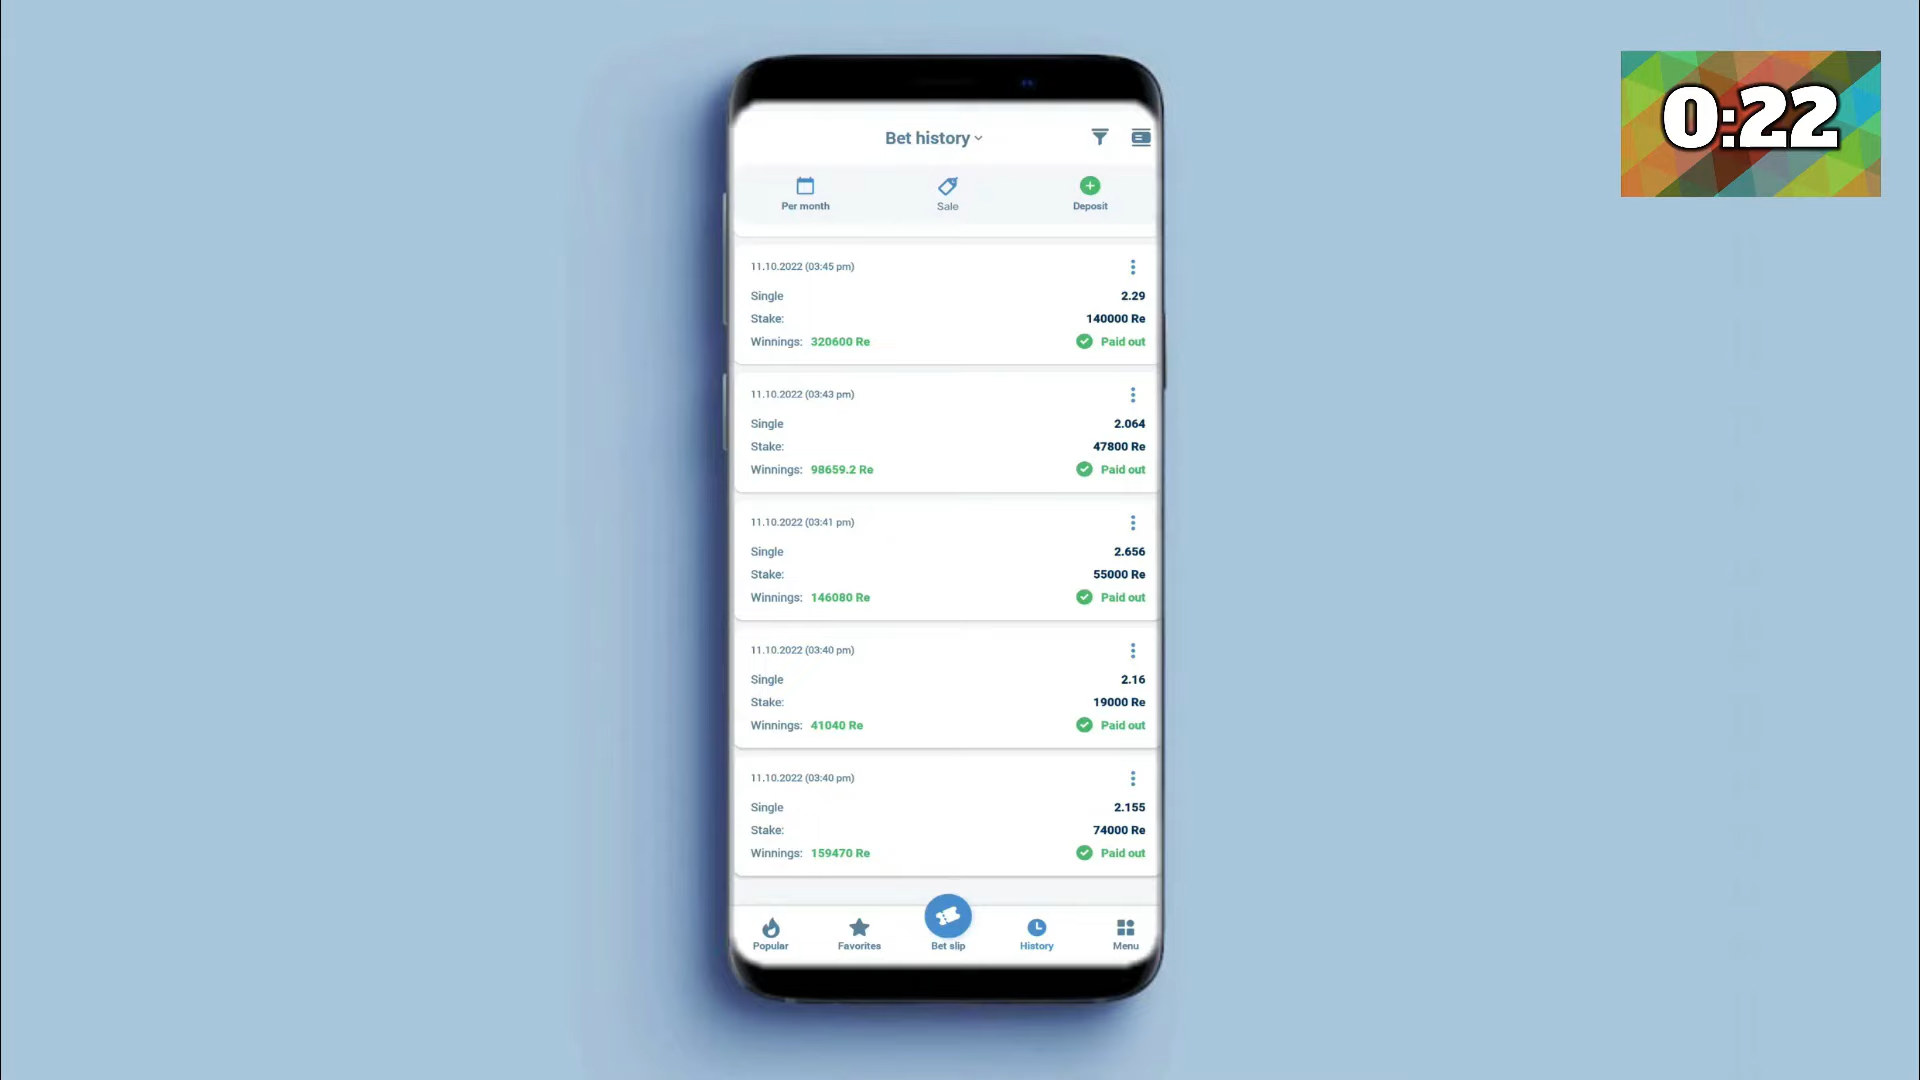 0:22
Bet history
Per month
Sale
Deposit
11.10.2022 (03:45 pm)
Single 2.29
Stake: 140000 Re
Winnings: 320600 Re Paid out
11.10.2022 (03:43 pm)
Single 2.064
Stake: 47800 Re
Winnings: 98659.2 Re Paid out
11.10.2022 (03:41 pm)
Single 2.656
Stake: 55000 Re
Winnings: 146080 Re Paid out
11.10.2022 (03:40 pm)
Single 2.16
Stake: 19000 Re
Winnings: 41040 Re Paid out
11.10.2022 (03:40 pm)
Single 2.155
Stake: 74000 Re
Winnings: 159470 Re Paid out
Popular
Favorites
Bet slip
History
Menu